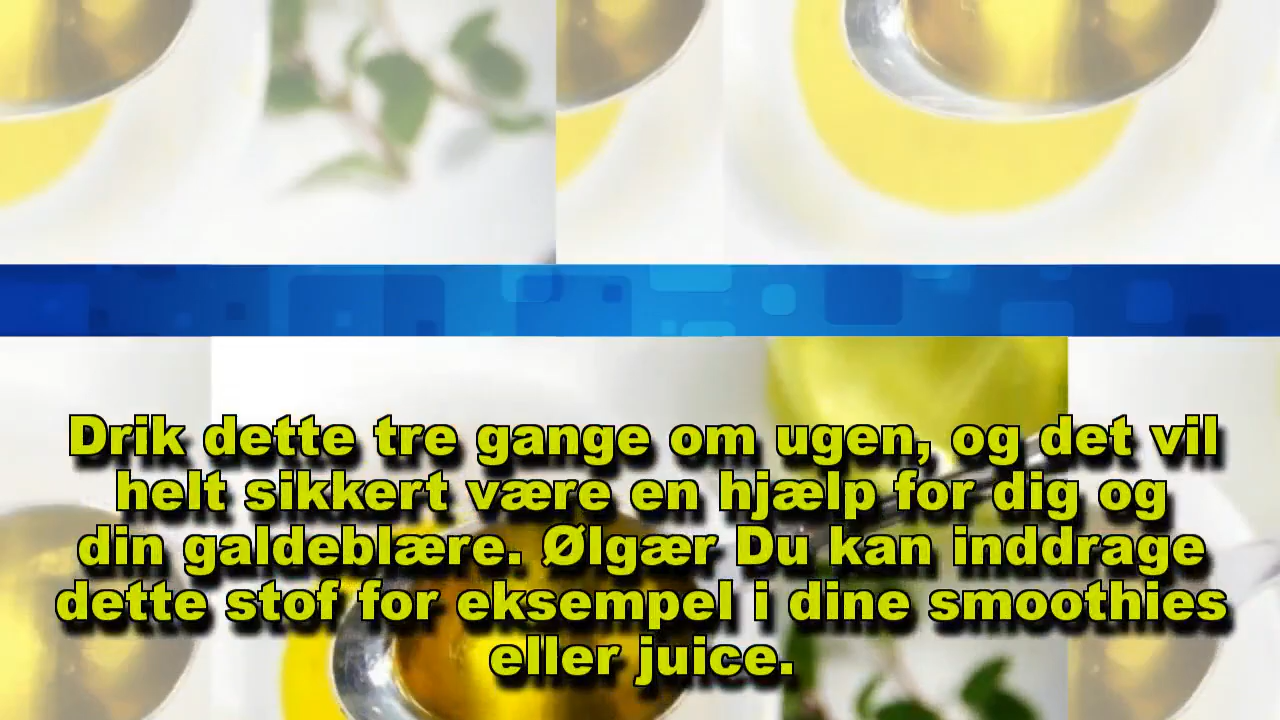 Drik dette tre gange om ugen, og det vil
helt sikkert være en hjælp for dig og
din galdeblære. Ølgær Du kan inddrage
dette stof for eksempel i dine smoothies
eller juice.